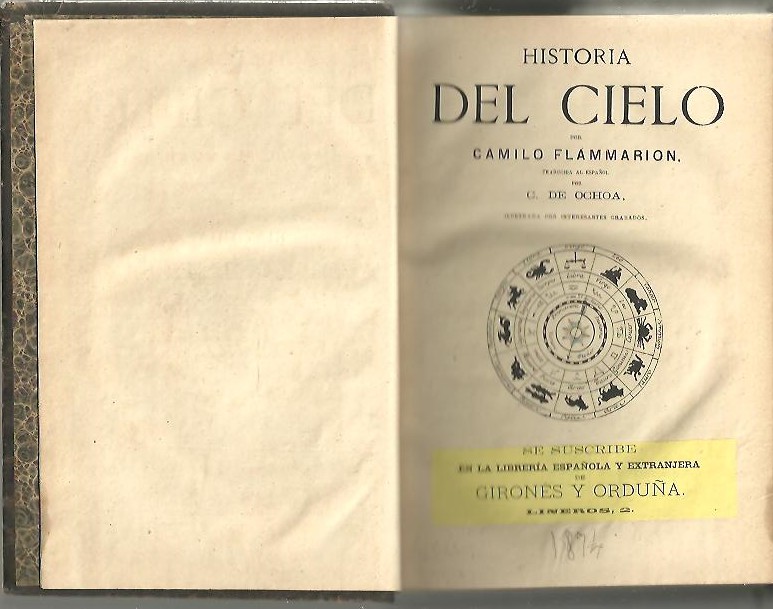 HISTORIA
DEL CIELO
POR
CAMILO FLAMMARION,
TRADUCIDA AL ESPAÑOL
POR
C. DE OCHOA,
ILUSTRADA CON INTERESANTES GRABADOS.
SE SUSCRIBE
EN LA LIBRERÍA ESPAÑOLA Y EXTRANJERA
DE
GIRONÉS Y ORDUÑA.
LINEROS, 2.
1874